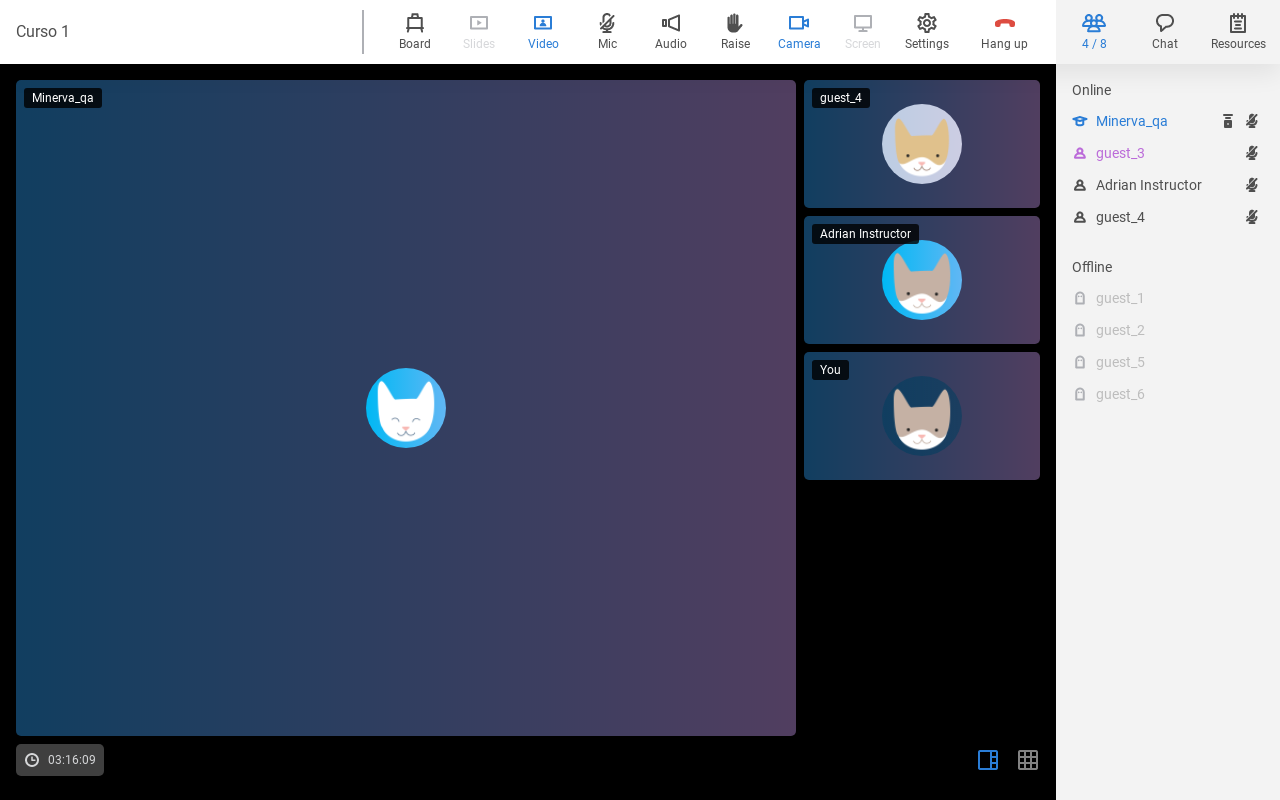 Curso 1
Board
Slides
Video
Mic
Audio
Raise
Camera
Screen
Settings
Hang up
4 / 8
Chat
Resources
Minerva_qa
guest_4
Adrian Instructor
You
03:16:09
Online
Minerva_qa
guest_3
Adrian Instructor
guest_4
Offline
guest_1
guest_2
guest_5
guest_6